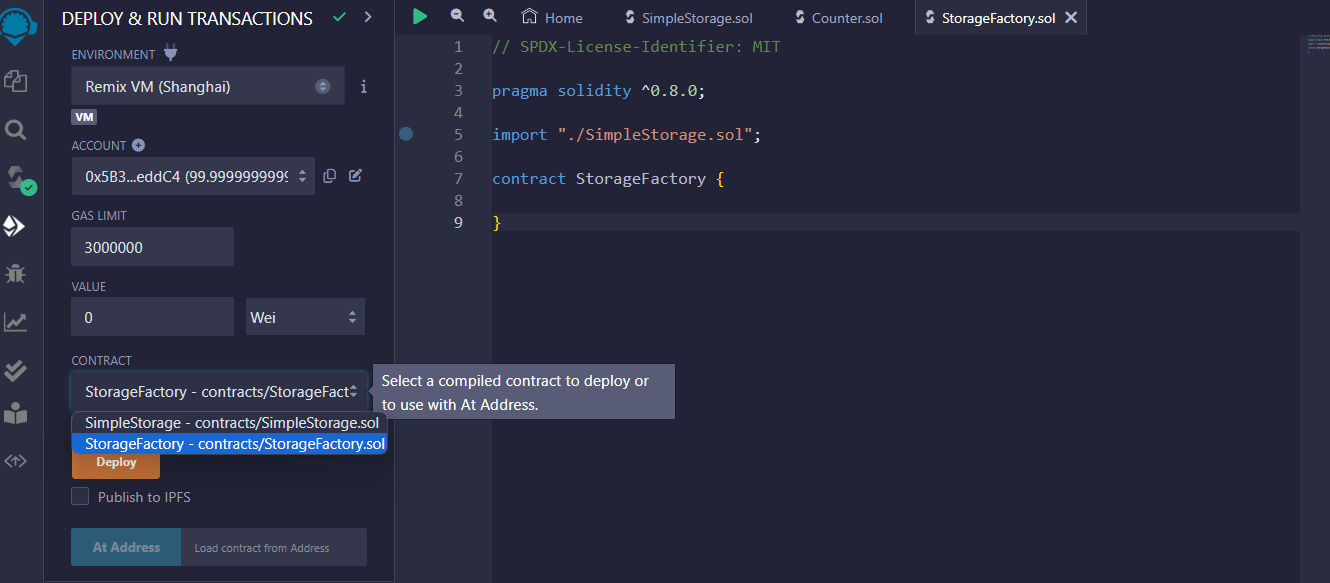 DEPLOY & RUN TRANSACTIONS
ENVIRONMENT
Remix VM (Shanghai)
VM
ACCOUNT
0x5B3...eddC4 (99.9999999999
GAS LIMIT
3000000
VALUE
0
Wei
CONTRACT
StorageFactory - contracts/StorageFact
SimpleStorage - contracts/SimpleStorage.sol
StorageFactory - contracts/StorageFactory.sol
Deploy
Publish to IPFS
At Address
Load contract from Address
Select a compiled contract to deploy or
to use with At Address.
Home
SimpleStorage.sol
Counter.sol
StorageFactory.sol
1 // SPDX-License-Identifier: MIT
2
3 pragma solidity ^0.8.0;
4
5 import "./SimpleStorage.sol";
6
7 contract StorageFactory {
8
9 }